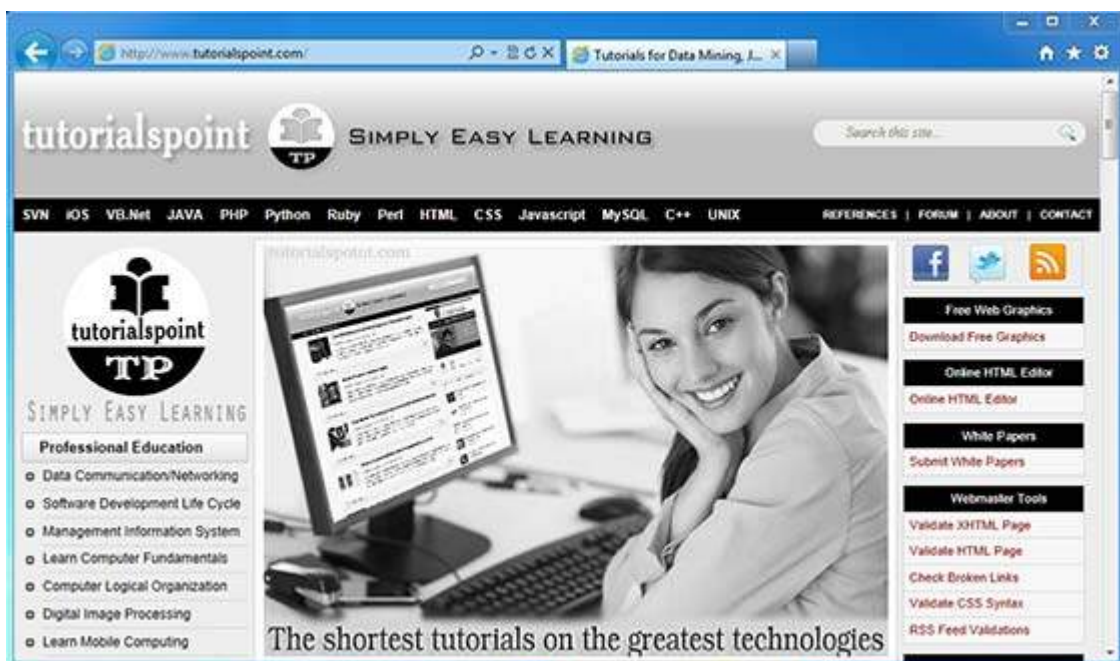 http://www.tutorialspoint.com/
Tutorials for Data Mining, J...
tutorialspoint
TP
SIMPLY EASY LEARNING
Search this site...
SVN iOS VB.Net JAVA PHP Python Ruby Perl HTML CSS Javascript MySQL C++ UNIX
REFERENCES | FORUM | ABOUT | CONTACT
tutorialspoint
TP
SIMPLY EASY LEARNING
Professional Education
Data Communication/Networking
Software Development Life Cycle
Management Information System
Learn Computer Fundamentals
Computer Logical Organization
Digital Image Processing
Learn Mobile Computing
tutorialspoint.com
The shortest tutorials on the greatest technologies
Free Web Graphics
Download Free Graphics
Online HTML Editor
Online HTML Editor
White Papers
Submit White Papers
Webmaster Tools
Validate XHTML Page
Validate HTML Page
Check Broken Links
Validate CSS Syntax
RSS Feed Validations